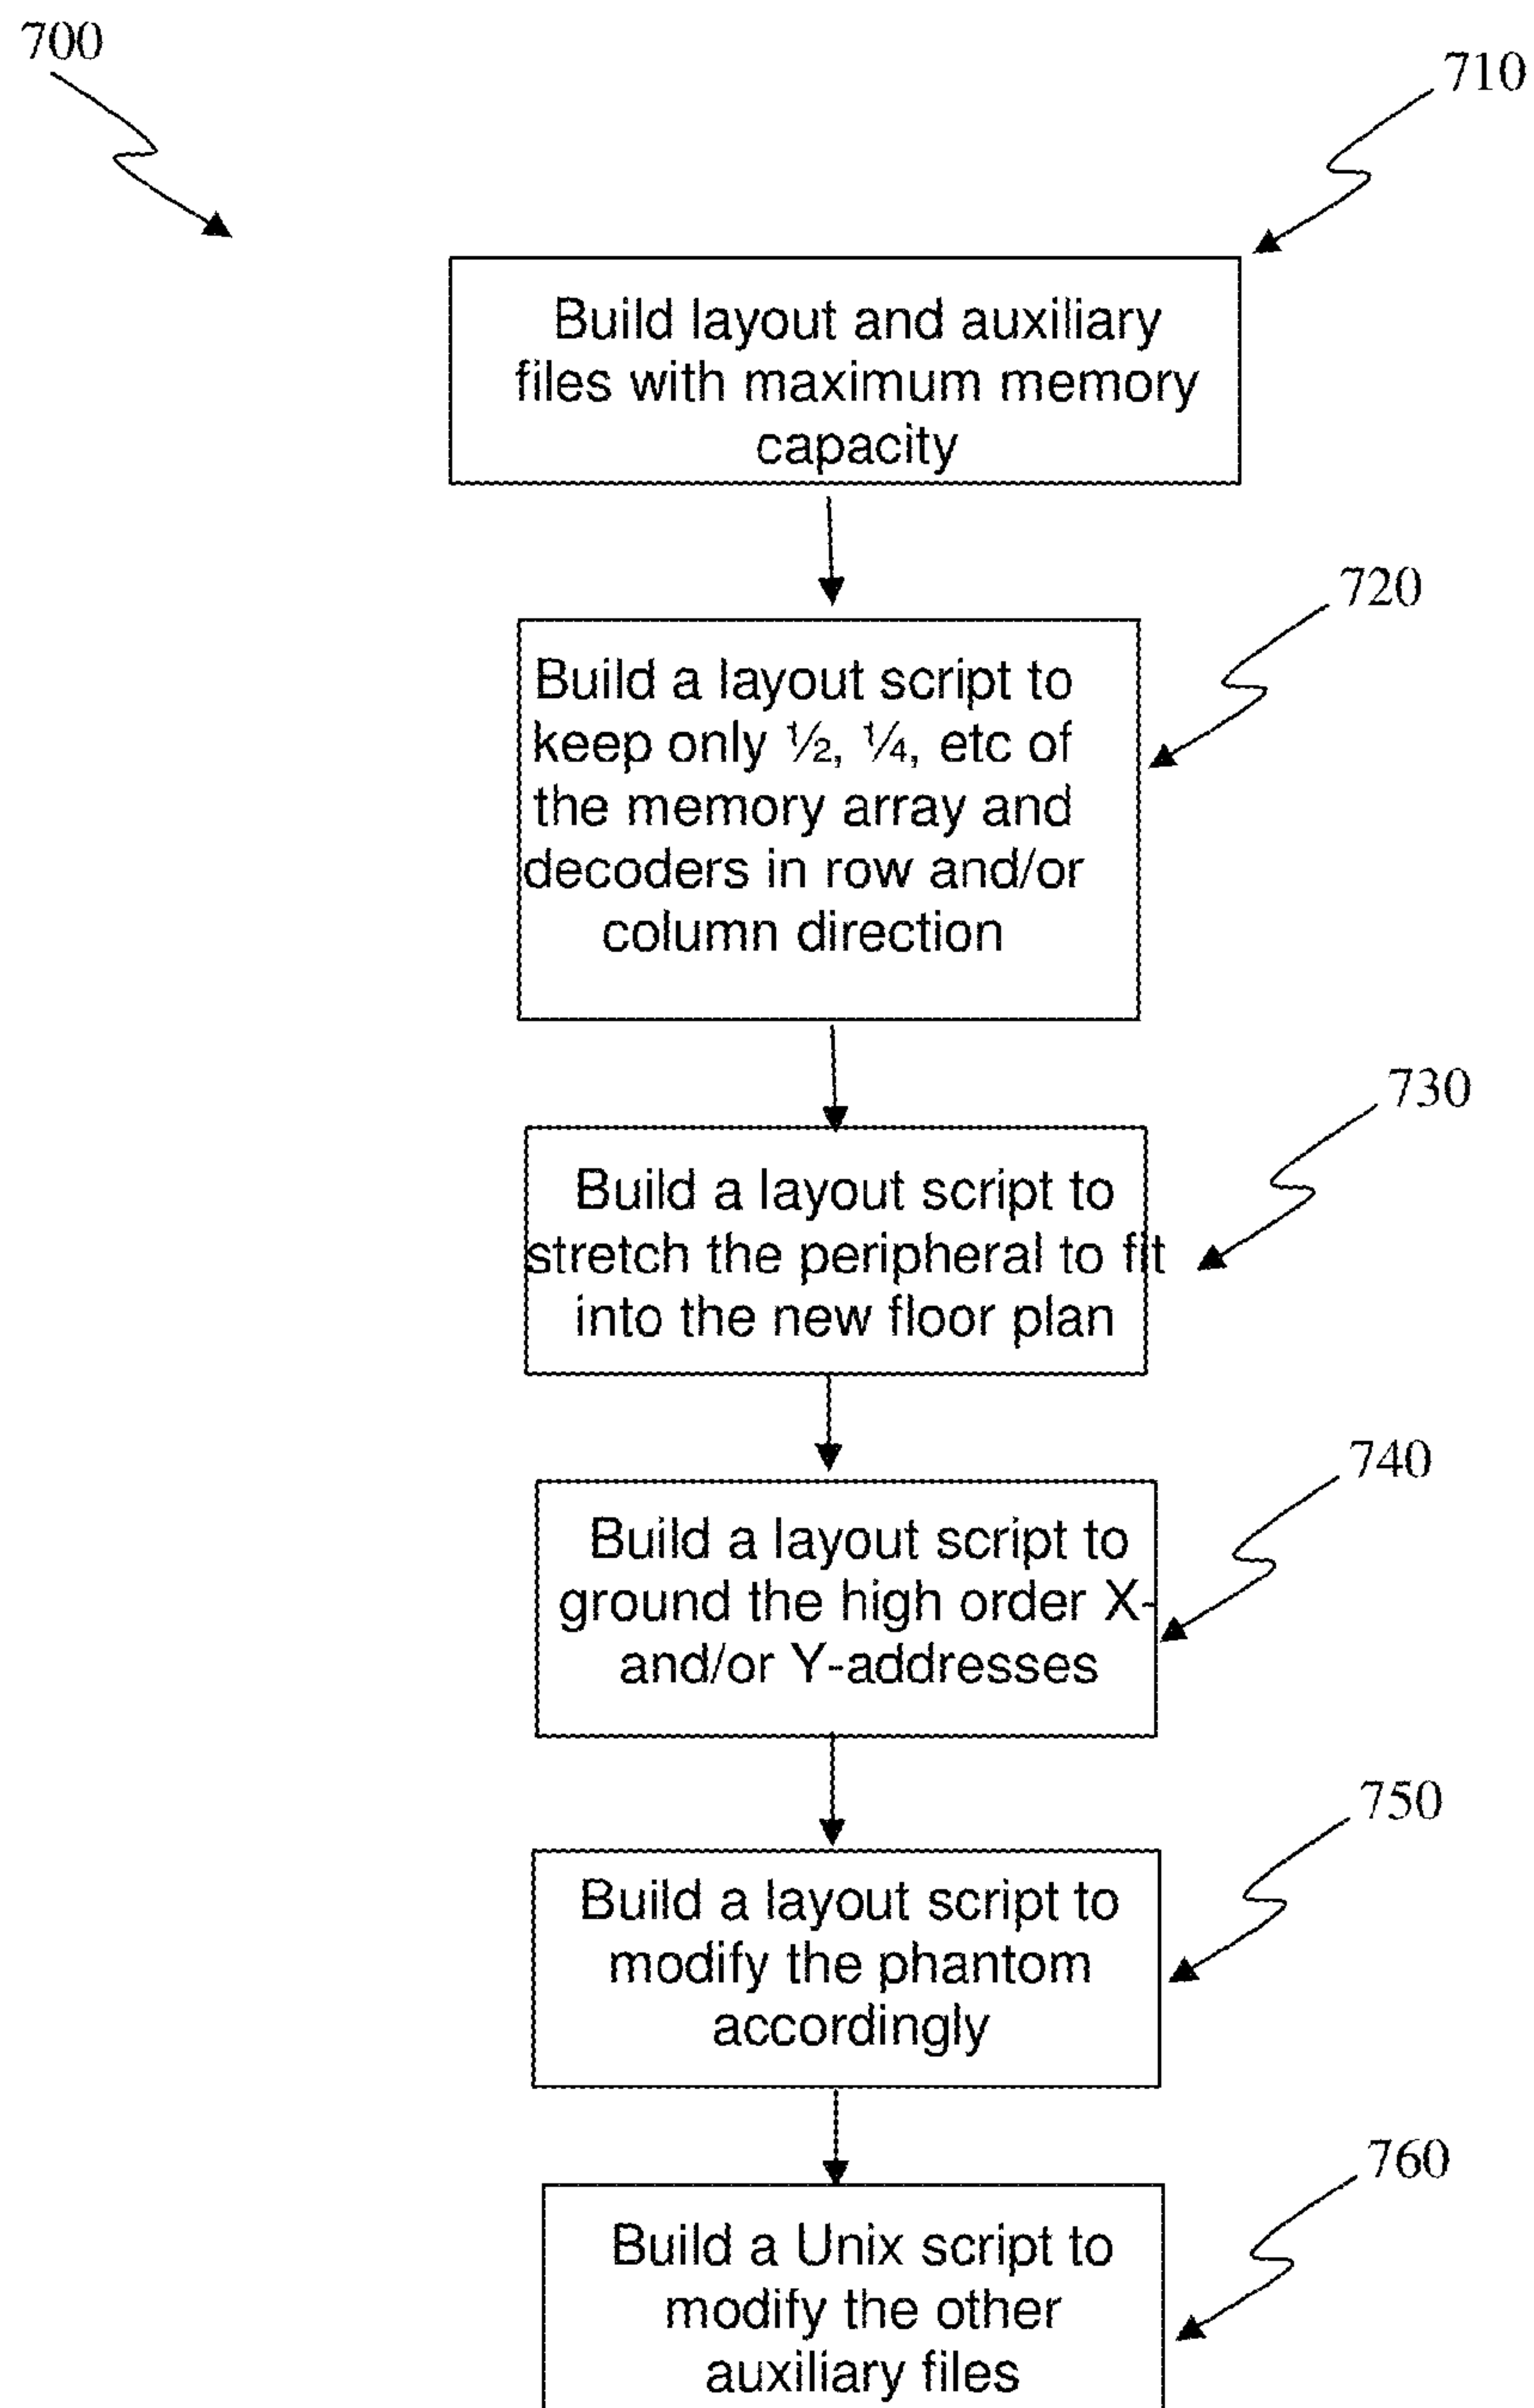 700
710
Build layout and auxiliary
files with maximum memory
capacity
720
Build a layout script to
keep only ½, ¼, etc of
the memory array and
decoders in row and/or
column direction
730
Build a layout script to
stretch the peripheral to fit
into the new floor plan
740
Build a layout script to
ground the high order X-
and/or Y-addresses
750
Build a layout script to
modify the phantom
accordingly
760
Build a Unix script to
modify the other
auxiliary files